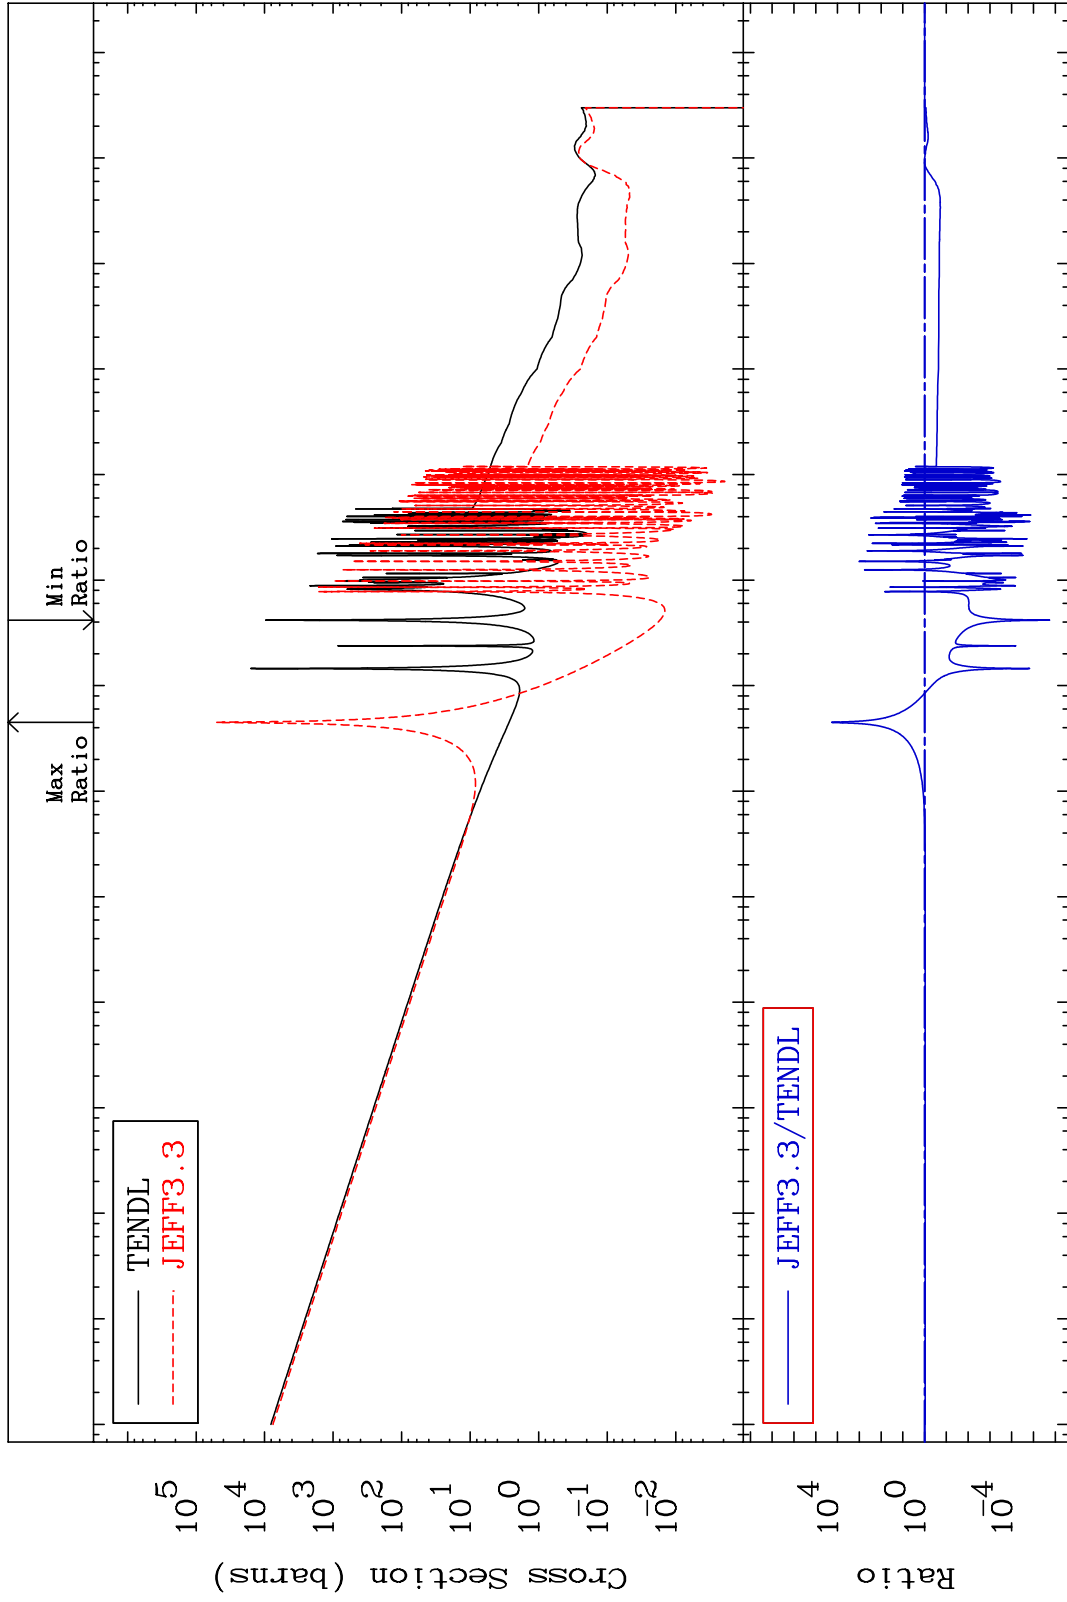 Max
Ratio
Min
Ratio
TENDL
JEFF3.3
Cross Section (barns)
10^5
10^4
10^3
10^2
10^1
10^0
10^-1
10^-2
JEFF3.3/TENDL
Ratio
10^4
10^0
10^-4